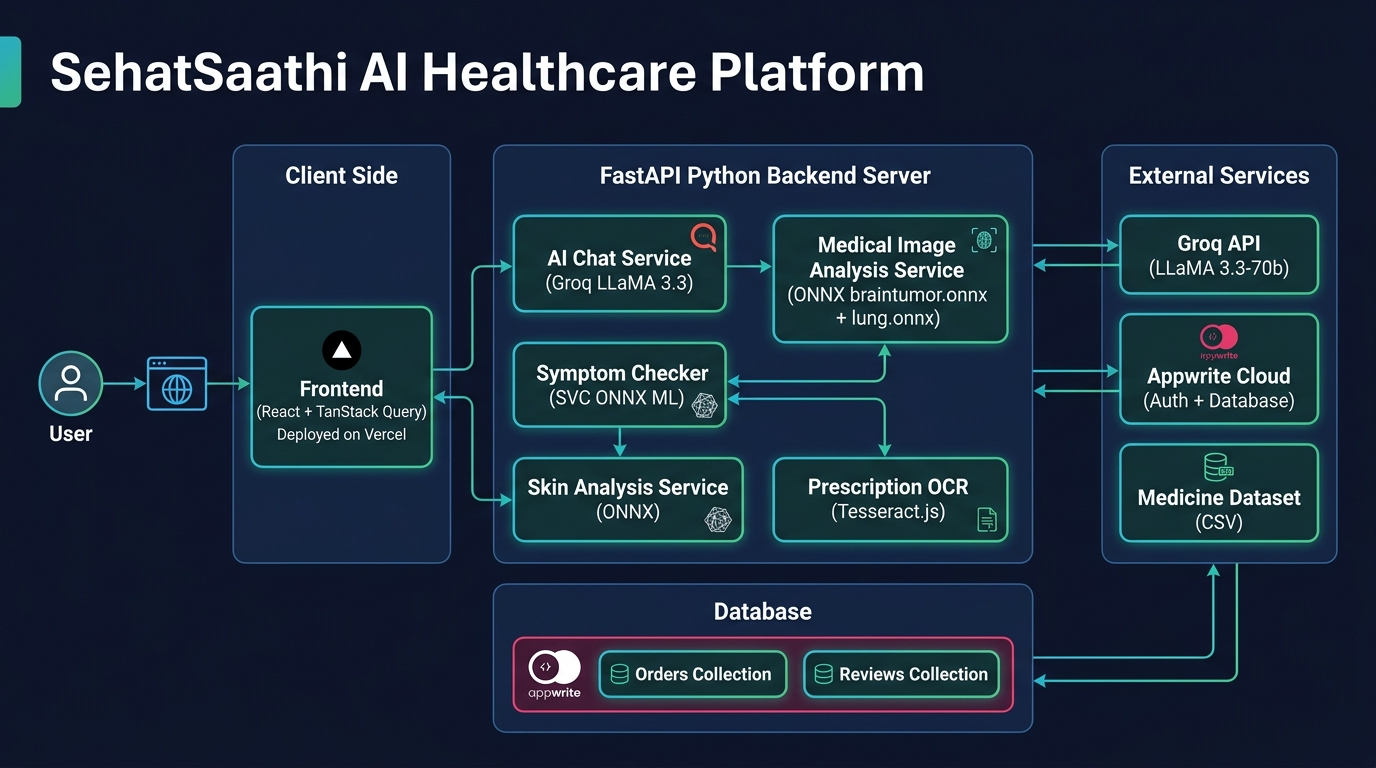 SehatSaathi AI Healthcare Platform
User
Client Side
Frontend
(React + TanStack Query)
Deployed on Vercel
FastAPI Python Backend Server
AI Chat Service
(Groq LLaMA 3.3)
Medical Image
Analysis Service
(ONNX braintumor.onnx
+ lung.onnx)
Symptom Checker
(SVC ONNX ML)
Skin Analysis Service
(ONNX)
Prescription OCR
(Tesseract.js)
External Services
Groq API
(LLaMA 3.3-70b)
Appwrite Cloud
(Auth + Database)
Medicine Dataset
(CSV)
Database
appwrite
Orders Collection
Reviews Collection